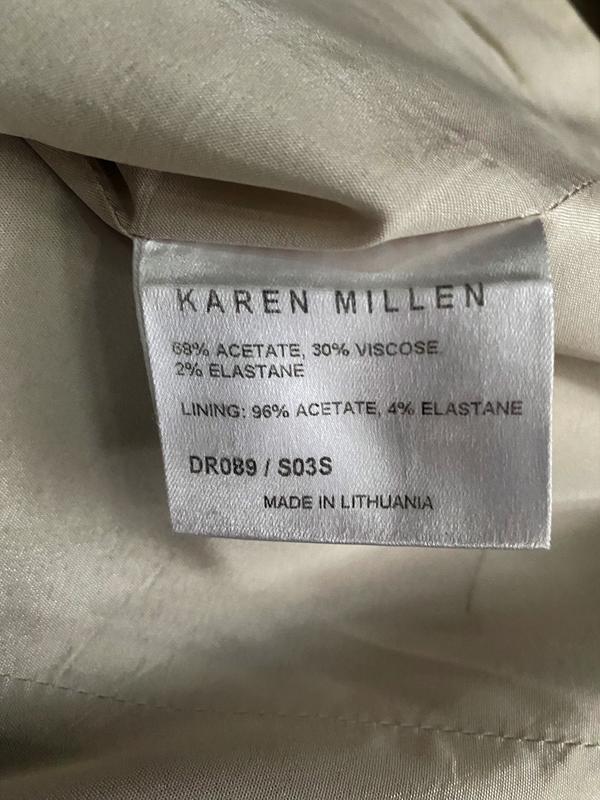 KAREN MILLEN
68% ACETATE, 30% VISCOSE
2% ELASTANE
LINING: 96% ACETATE, 4% ELASTANE
DR089 / S03S
MADE IN LITHUANIA